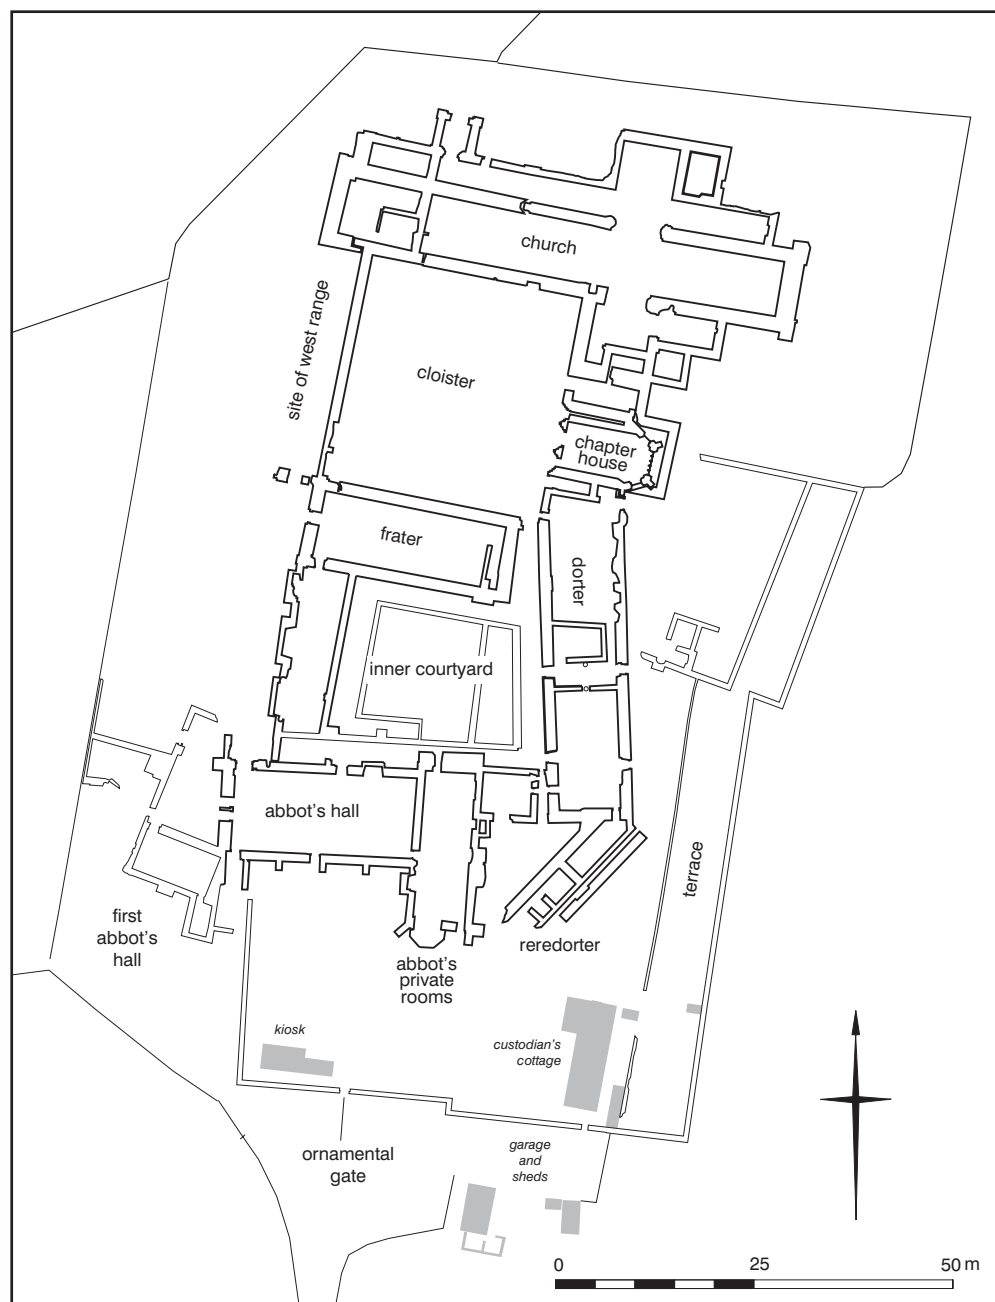 church
site of west range
cloister
chapter
house
frater
dorter
inner courtyard
abbot's hall
terrace
first
abbot's
hall
reredorter
abbot's
private
rooms
kiosk
custodian's
cottage
ornamental
gate
garage
and
sheds
0 25 50 m